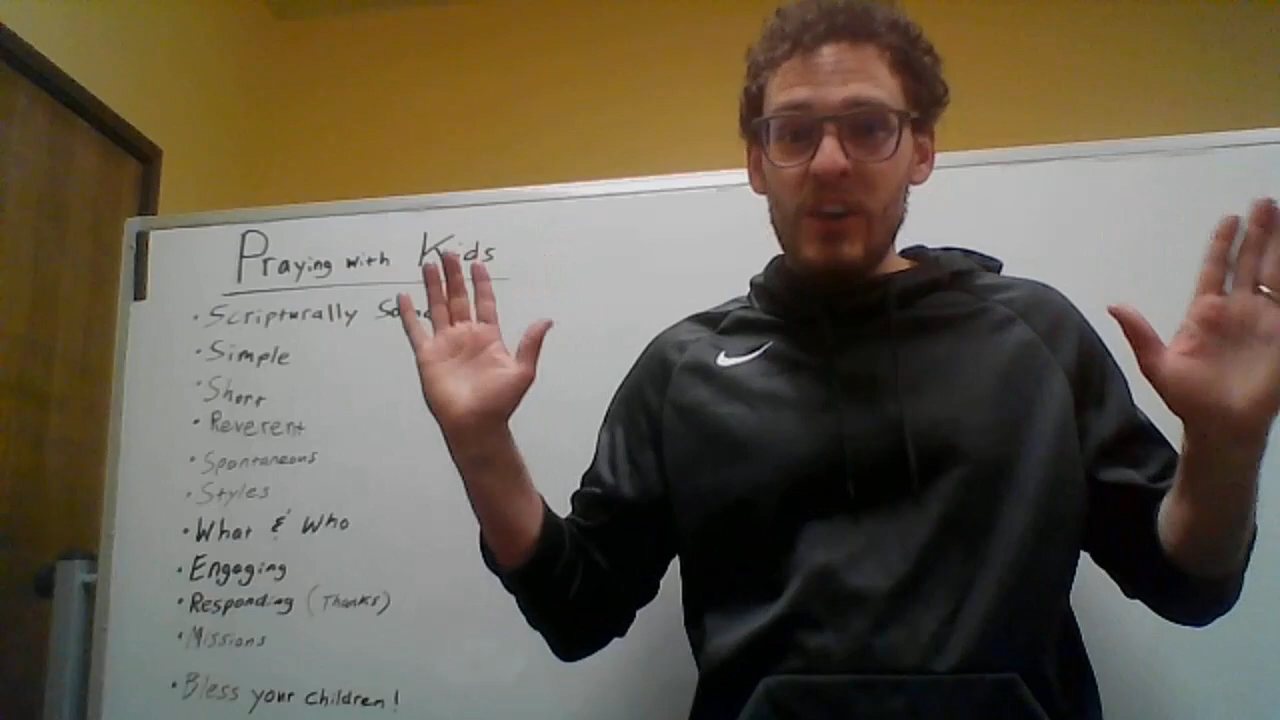 Praying with Kids
• Scripturally
• Simple
• Short
• Reverent
• Spontaneous
• Styles
• What & Who
• Engaging
• Responding (Thanks)
• Missions
• Bless your children!